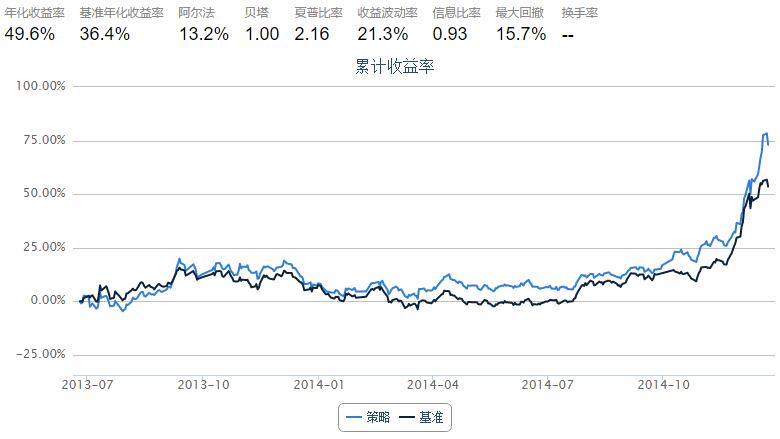 年化收益率 基准年化收益率 阿尔法 贝塔 夏普比率 收益波动率 信息比率 最大回撤 换手率
49.6% 36.4% 13.2% 1.00 2.16 21.3% 0.93 15.7% --
累计收益率
100.00%
75.00%
50.00%
25.00%
0.00%
-25.00%
2013-07 2013-10 2014-01 2014-04 2014-07 2014-10
策略 基准